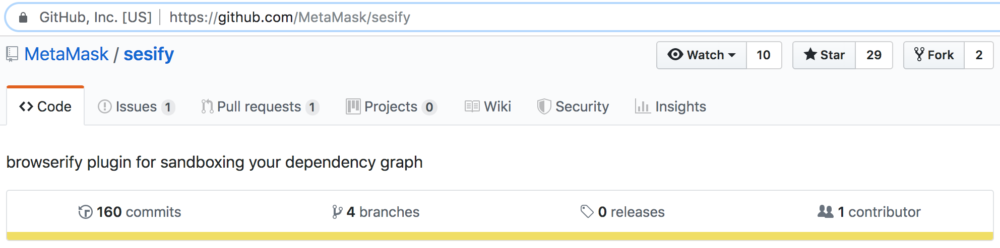 GitHub, Inc. [US] | https://github.com/MetaMask/sesify
MetaMask / sesify Watch 10 Star 29 Fork 2
Code Issues 1 Pull requests 1 Projects 0 Wiki Security Insights
browserify plugin for sandboxing your dependency graph
160 commits 4 branches 0 releases 1 contributor